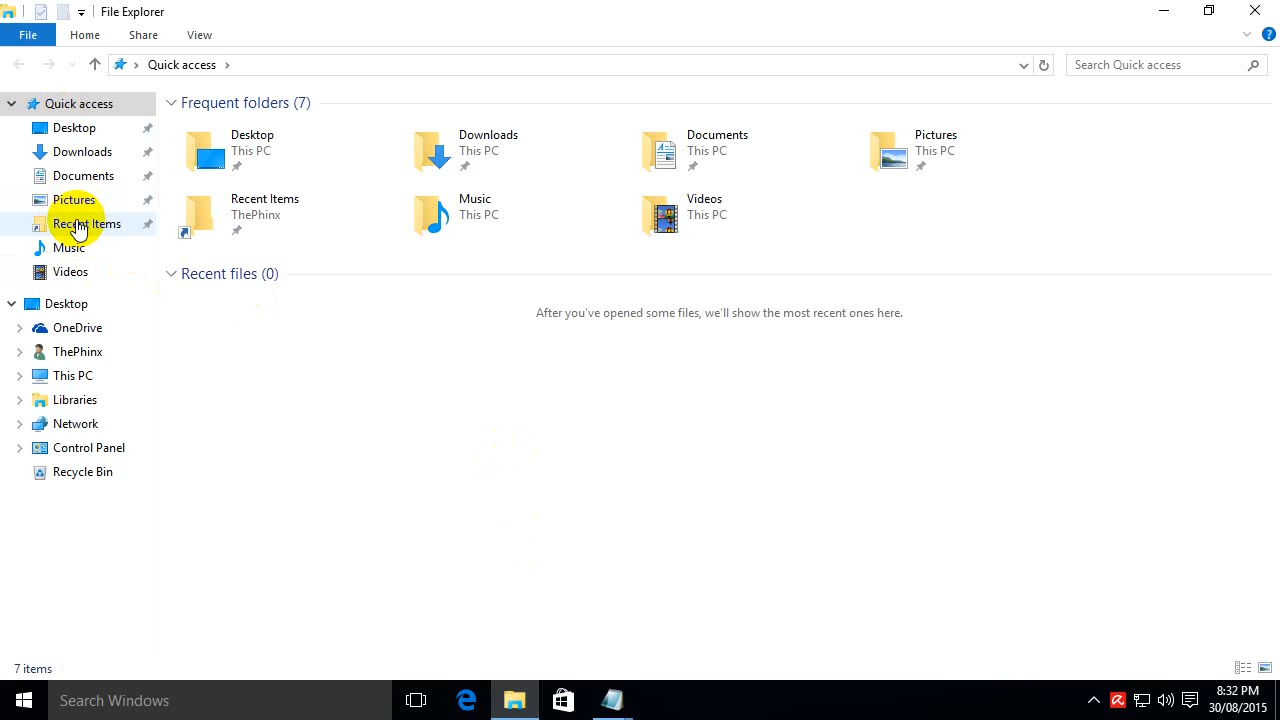 File Explorer
File Home Share View
Quick access
Search Quick access
Quick access
Desktop
Downloads
Documents
Pictures
Recent Items
Music
Videos
Desktop
OneDrive
ThePhinx
This PC
Libraries
Network
Control Panel
Recycle Bin
Frequent folders (7)
Desktop
This PC
Downloads
This PC
Documents
This PC
Pictures
This PC
Recent Items
ThePhinx
Music
This PC
Videos
This PC
Recent files (0)
After you've opened some files, we'll show the most recent ones here.
7 items
Search Windows
8:32 PM
30/08/2015